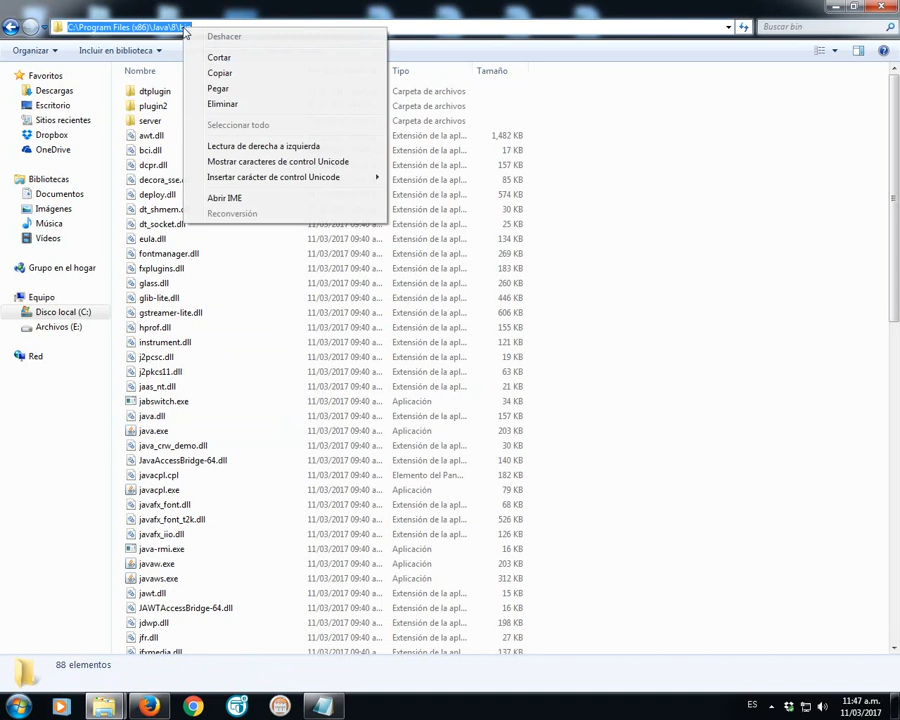 C:\Program Files (x86)\Java\8\b
Buscar bin
Organizar
Incluir en biblioteca
Deshacer
Cortar
Copiar
Pegar
Eliminar
Seleccionar todo
Lectura de derecha a izquierda
Mostrar caracteres de control Unicode
Insertar carácter de control Unicode
Abrir IME
Reconversión
Favoritos
Descargas
Escritorio
Sitios recientes
Dropbox
OneDrive
Bibliotecas
Documentos
Imágenes
Música
Vídeos
Grupo en el hogar
Equipo
Disco local (C:)
Archivos (E:)
Red
Nombre Tipo Tamaño
dtplugin Carpeta de archivos
plugin2 Carpeta de archivos
server Carpeta de archivos
awt.dll Extensión de la apl... 1,482 KB
bci.dll Extensión de la apl... 17 KB
dcpr.dll Extensión de la apl... 157 KB
decora_sse. Extensión de la apl... 85 KB
deploy.dll Extensión de la apl... 574 KB
dt_shmem. Extensión de la apl... 30 KB
dt_socket.dll Extensión de la apl... 25 KB
eula.dll 11/03/2017 09:40 a... Extensión de la apl... 134 KB
fontmanager.dll 11/03/2017 09:40 a... Extensión de la apl... 269 KB
fxplugins.dll 11/03/2017 09:40 a... Extensión de la apl... 183 KB
glass.dll 11/03/2017 09:40 a... Extensión de la apl... 260 KB
glib-lite.dll 11/03/2017 09:40 a... Extensión de la apl... 446 KB
gstreamer-lite.dll 11/03/2017 09:40 a... Extensión de la apl... 606 KB
hprof.dll 11/03/2017 09:40 a... Extensión de la apl... 155 KB
instrument.dll 11/03/2017 09:40 a... Extensión de la apl... 121 KB
j2pcsc.dll 11/03/2017 09:40 a... Extensión de la apl... 19 KB
j2pkcs11.dll 11/03/2017 09:40 a... Extensión de la apl... 63 KB
jaas_nt.dll 11/03/2017 09:40 a... Extensión de la apl... 21 KB
jabswitch.exe 11/03/2017 09:40 a... Aplicación 34 KB
java.dll 11/03/2017 09:40 a... Extensión de la apl... 157 KB
java.exe 11/03/2017 09:40 a... Aplicación 203 KB
java_crw_demo.dll 11/03/2017 09:40 a... Extensión de la apl... 30 KB
JavaAccessBridge-64.dll 11/03/2017 09:40 a... Extensión de la apl... 140 KB
javacpl.cpl 11/03/2017 09:40 a... Elemento del Pan... 182 KB
javacpl.exe 11/03/2017 09:40 a... Aplicación 79 KB
javafx_font.dll 11/03/2017 09:40 a... Extensión de la apl... 68 KB
javafx_font_t2k.dll 11/03/2017 09:40 a... Extensión de la apl... 526 KB
javafx_iio.dll 11/03/2017 09:40 a... Extensión de la apl... 126 KB
java-rmi.exe 11/03/2017 09:40 a... Aplicación 16 KB
javaw.exe 11/03/2017 09:40 a... Aplicación 203 KB
javaws.exe 11/03/2017 09:40 a... Aplicación 312 KB
jawt.dll 11/03/2017 09:40 a... Extensión de la apl... 15 KB
JAWTAccessBridge-64.dll 11/03/2017 09:40 a... Extensión de la apl... 16 KB
jdwp.dll 11/03/2017 09:40 a... Extensión de la apl... 198 KB
jfr.dll 11/03/2017 09:40 a... Extensión de la apl... 27 KB
jfxmedia.dll 11/03/2017 09:40 a... Extensión de la apl... 137 KB
88 elementos
ES
11:47 a.m.
11/03/2017